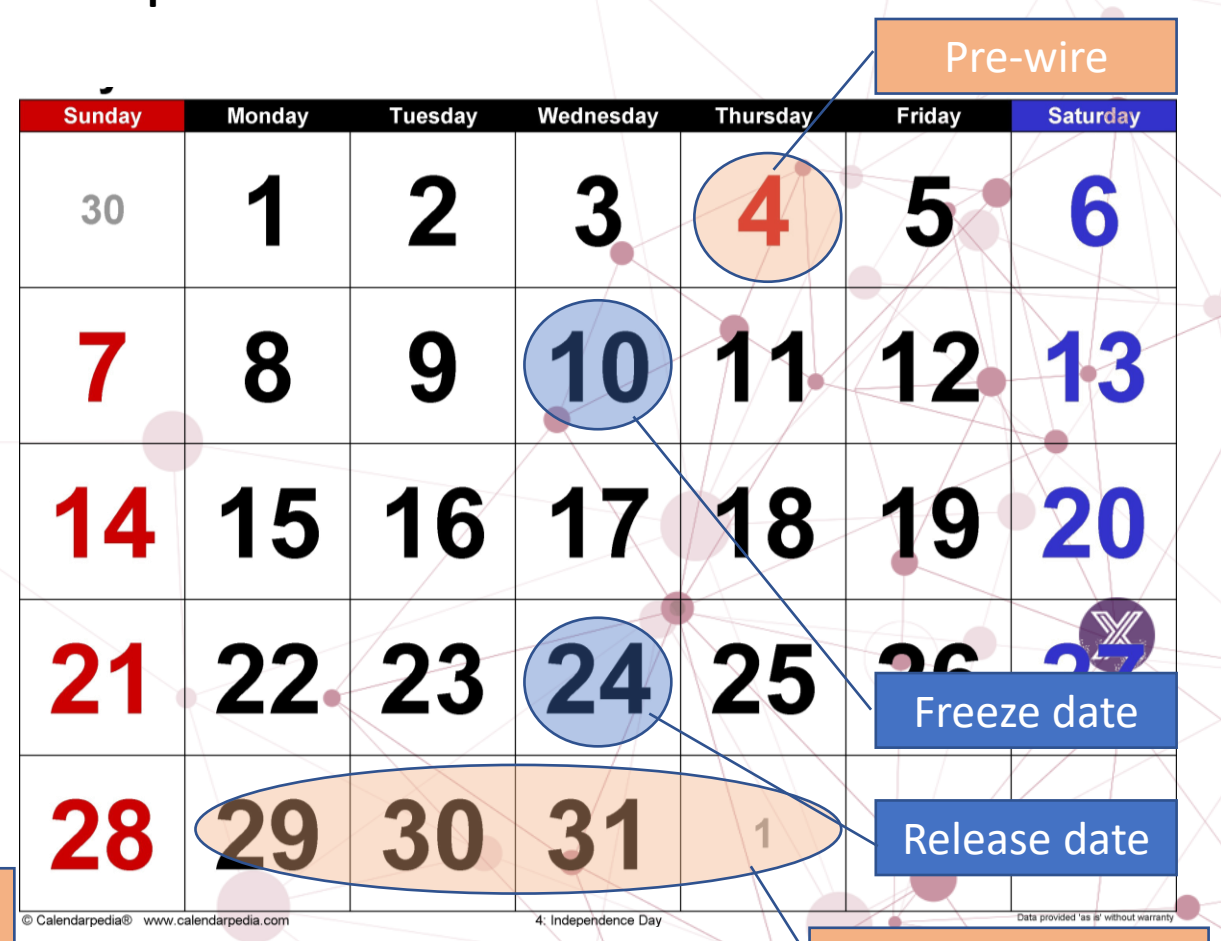 Pre-wire
Sunday Monday Tuesday Wednesday Thursday Friday Saturday
30 1 2 3 4 5 6
7 8 9 10 11 12 13
14 15 16 17 18 19 20
21 22 23 24 25 26 27
Freeze date
28 29 30 31 1
Release date
© Calendarpedia® www.calendarpedia.com 4: Independence Day Data provided 'as is' without warranty